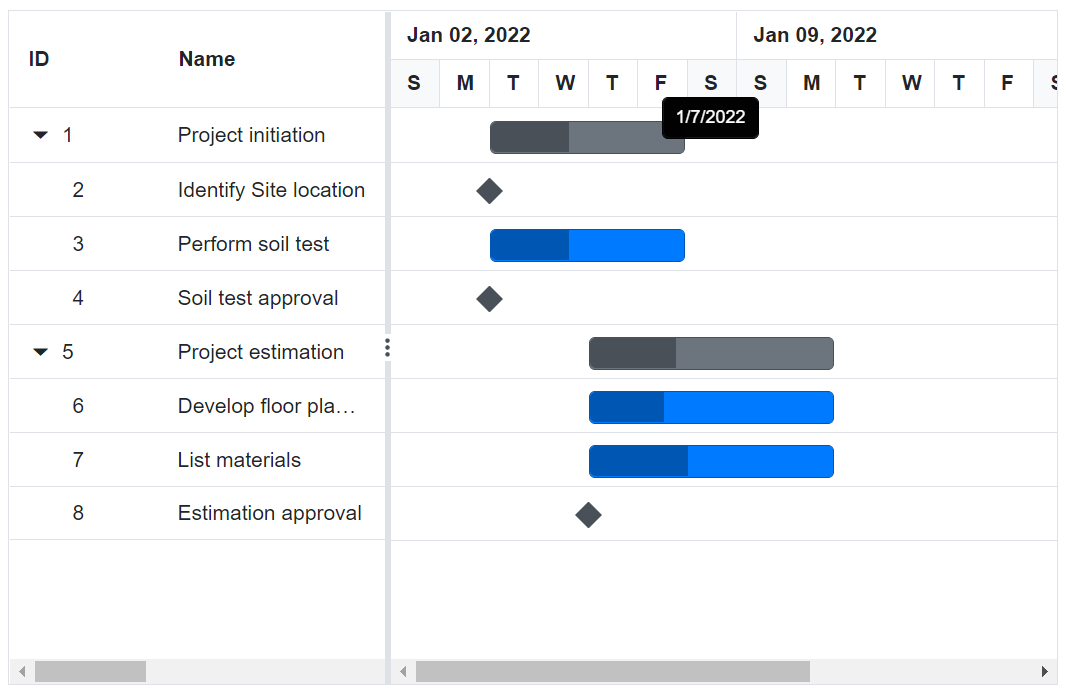 ID Name Jan 02, 2022 Jan 09, 2022
S M T W T F S S M T W T F S
1/7/2022
1 Project initiation
2 Identify Site location
3 Perform soil test
4 Soil test approval
5 Project estimation
6 Develop floor pla…
7 List materials
8 Estimation approval